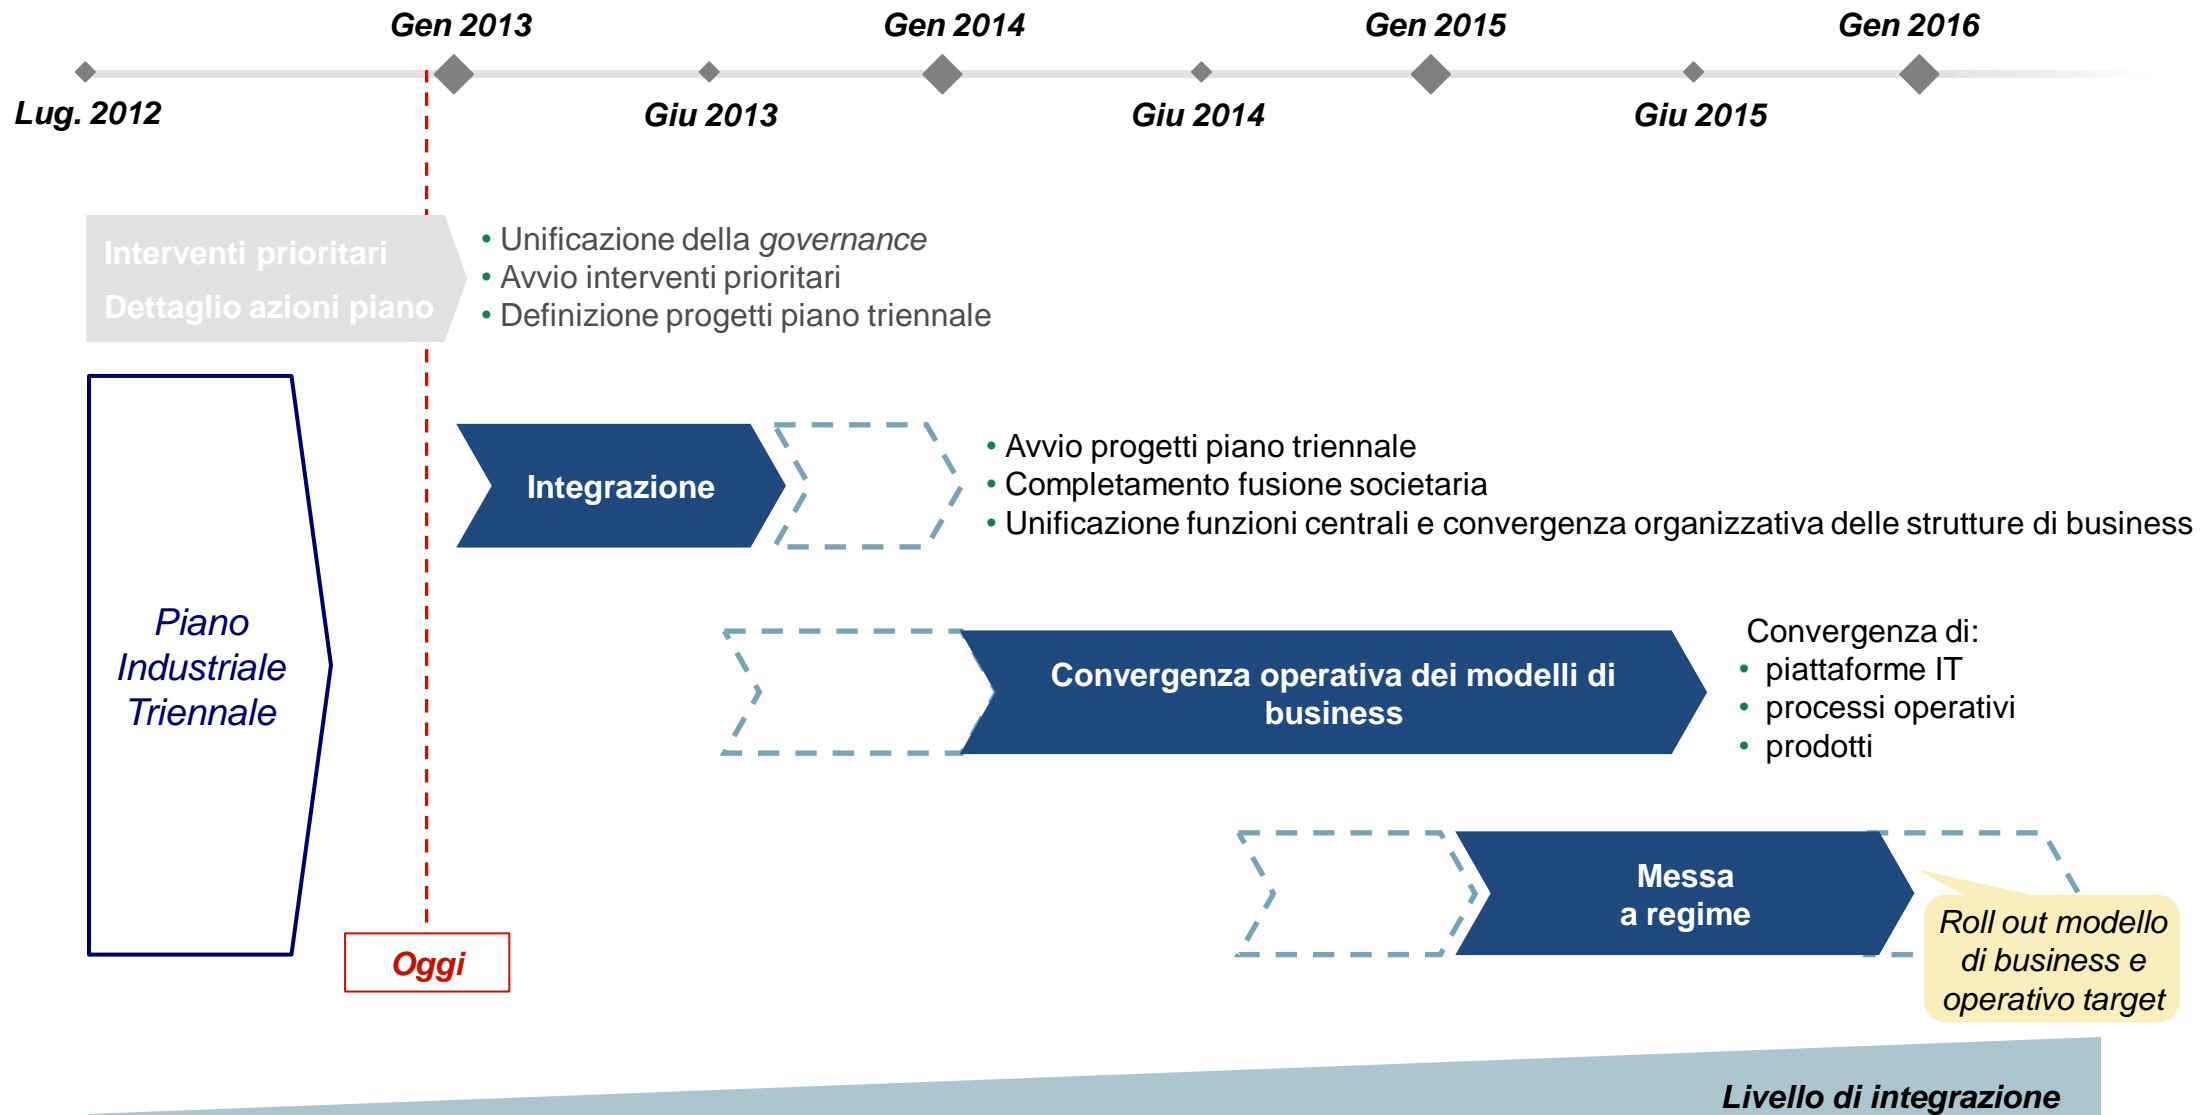 Gen 2013
Gen 2014
Gen 2015
Gen 2016
Lug. 2012
Giu 2013
Giu 2014
Giu 2015
Interventi prioritari
Dettaglio azioni piano
• Unificazione della governance
• Avvio interventi prioritari
• Definizione progetti piano triennale
Piano
Industriale
Triennale
Integrazione
• Avvio progetti piano triennale
• Completamento fusione societaria
• Unificazione funzioni centrali e convergenza organizzativa delle strutture di business
Convergenza operativa dei modelli di
business
Convergenza di:
• piattaforme IT
• processi operativi
• prodotti
Messa
a regime
Roll out modello
di business e
operativo target
Oggi
Livello di integrazione